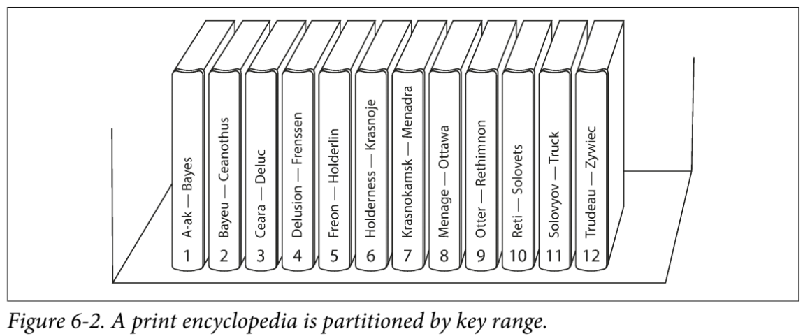 A-ak — Bayes
1
Bayeu — Ceanothus
2
Ceara — Deluc
3
Delusion — Frenssen
4
Freon — Holderlin
5
Holderness — Krasnoje
6
Krasnokamsk — Menadra
7
Menage — Ottawa
8
Otter — Rethimnon
9
Reti — Solovets
10
Solovyov — Truck
11
Trudeau — Zywiec
12
Figure 6-2. A print encyclopedia is partitioned by key range.